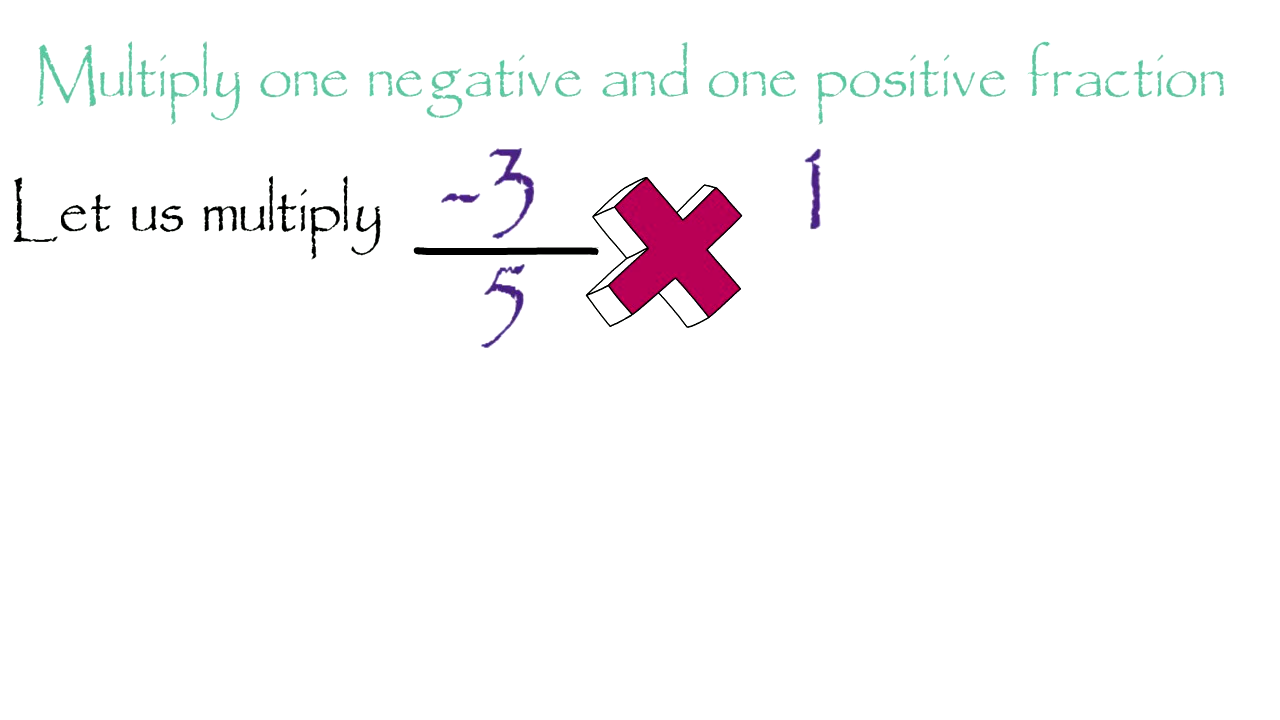 Multiply one negative and one positive fraction
Let us multiply -3 1
5